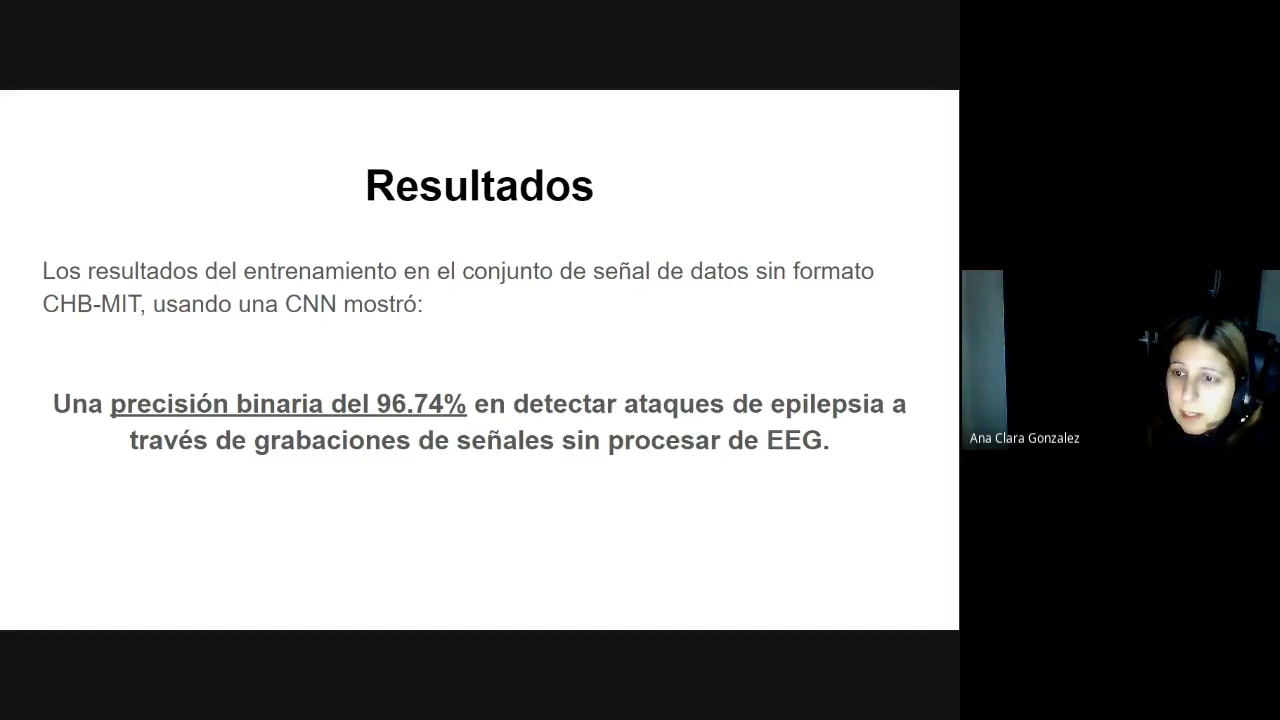 Resultados
Los resultados del entrenamiento en el conjunto de señal de datos sin formato
CHB-MIT, usando una CNN mostró:
Una precisión binaria del 96.74% en detectar ataques de epilepsia a
través de grabaciones de señales sin procesar de EEG.
Ana Clara Gonzalez